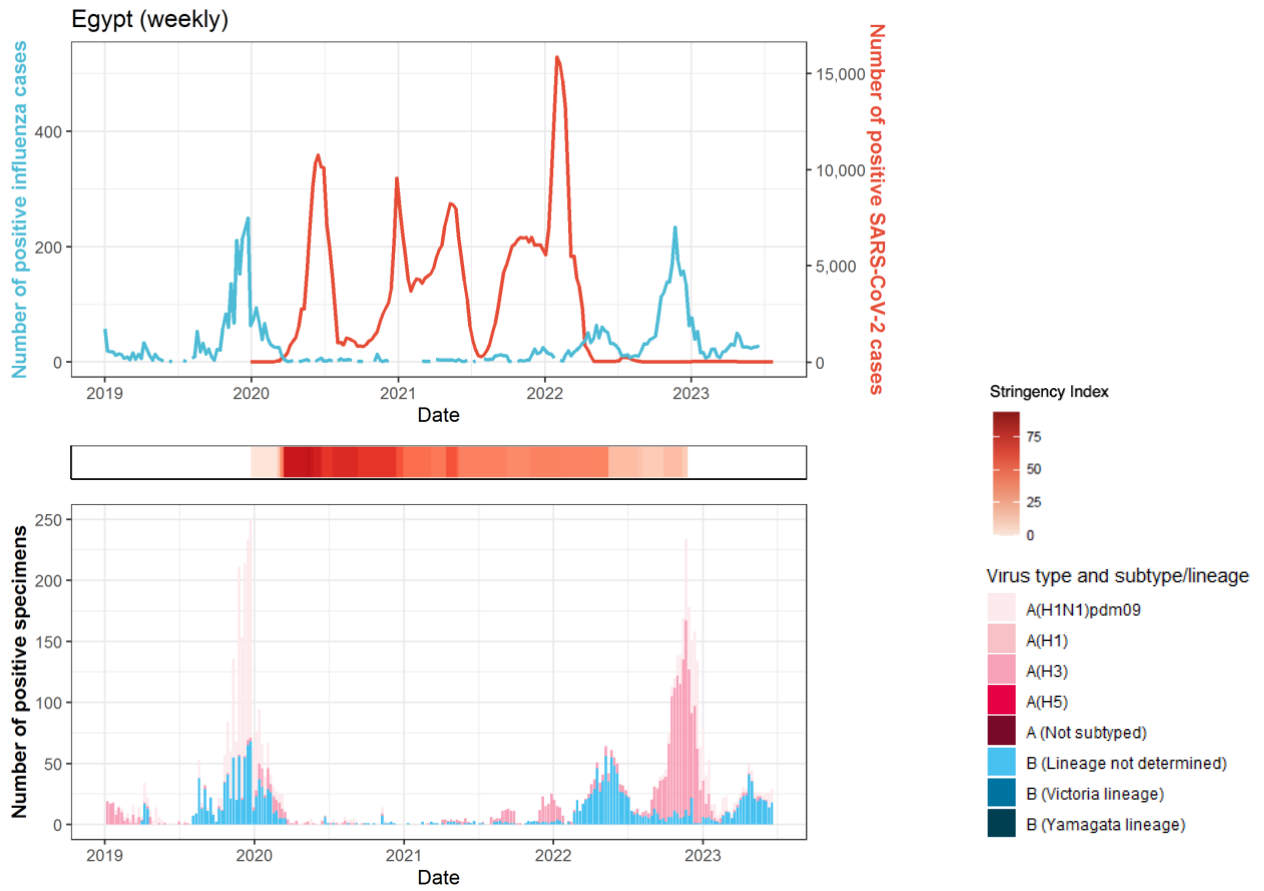 Egypt (weekly)
Number of positive influenza cases
400
200
0
15,000
10,000
5,000
0
Number of positive SARS-CoV-2 cases
2019 2020 2021 2022 2023
Date
Stringency Index
75
50
25
0
Number of positive specimens
250
200
150
100
50
0
2019 2020 2021 2022 2023
Date
Virus type and subtype/lineage
A(H1N1)pdm09
A(H1)
A(H3)
A(H5)
A (Not subtyped)
B (Lineage not determined)
B (Victoria lineage)
B (Yamagata lineage)